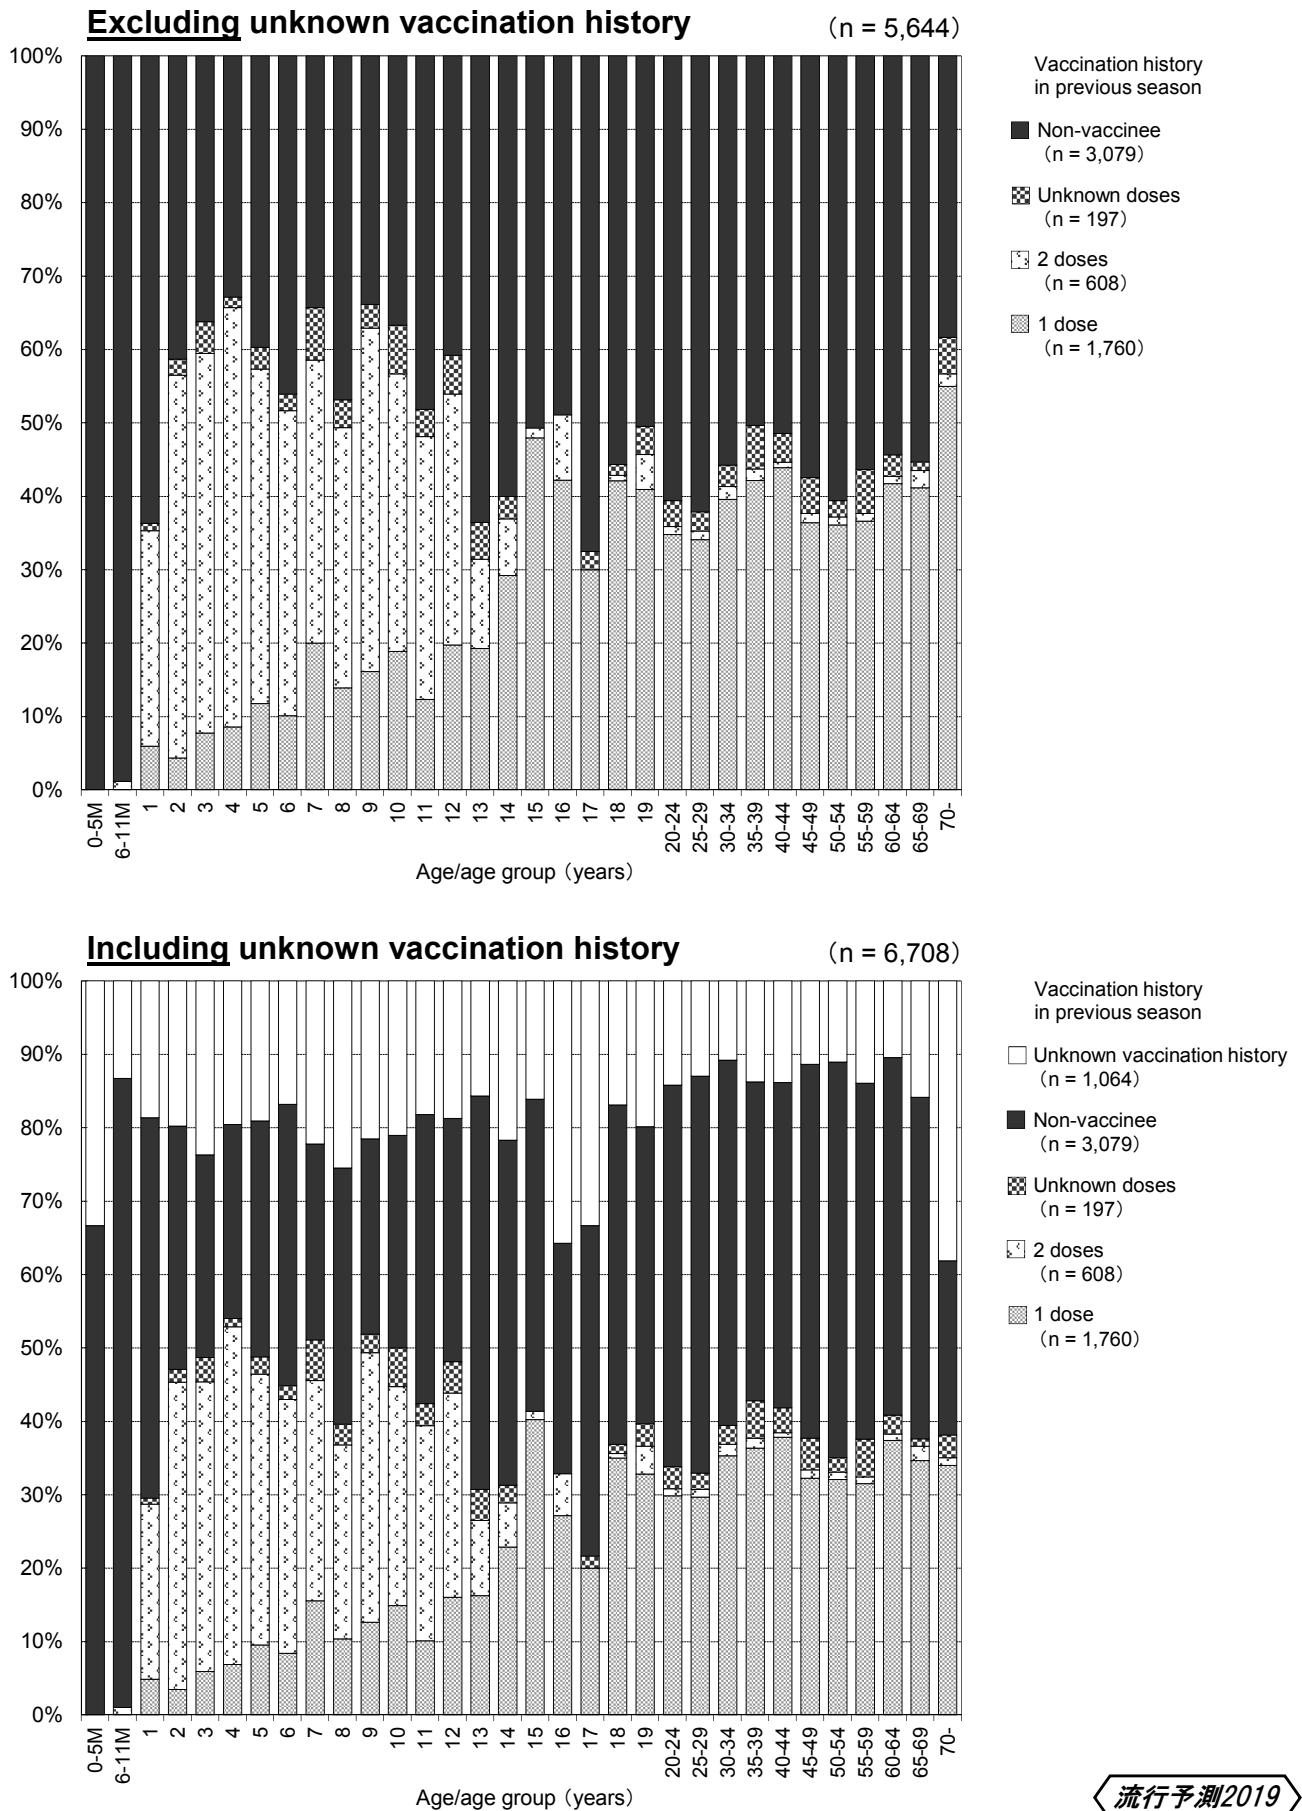 Excluding unknown vaccination history （n = 5,644）
100%
90%
80%
70%
60%
50%
40%
30%
20%
10%
0%
0-5M 6-11M 1 2 3 4 5 6 7 8 9 10 11 12 13 14 15 16 17 18 19 20-24 25-29 30-34 35-39 40-44 45-49 50-54 55-59 60-64 65-69 70-
Age/age group（years）
Vaccination history
in previous season
Non-vaccinee
（n = 3,079）
Unknown doses
（n = 197）
2 doses
（n = 608）
1 dose
（n = 1,760）
Including unknown vaccination history （n = 6,708）
100%
90%
80%
70%
60%
50%
40%
30%
20%
10%
0%
0-5M 6-11M 1 2 3 4 5 6 7 8 9 10 11 12 13 14 15 16 17 18 19 20-24 25-29 30-34 35-39 40-44 45-49 50-54 55-59 60-64 65-69 70-
Age/age group（years）
Vaccination history
in previous season
Unknown vaccination history
（n = 1,064）
Non-vaccinee
（n = 3,079）
Unknown doses
（n = 197）
2 doses
（n = 608）
1 dose
（n = 1,760）
流行予測2019